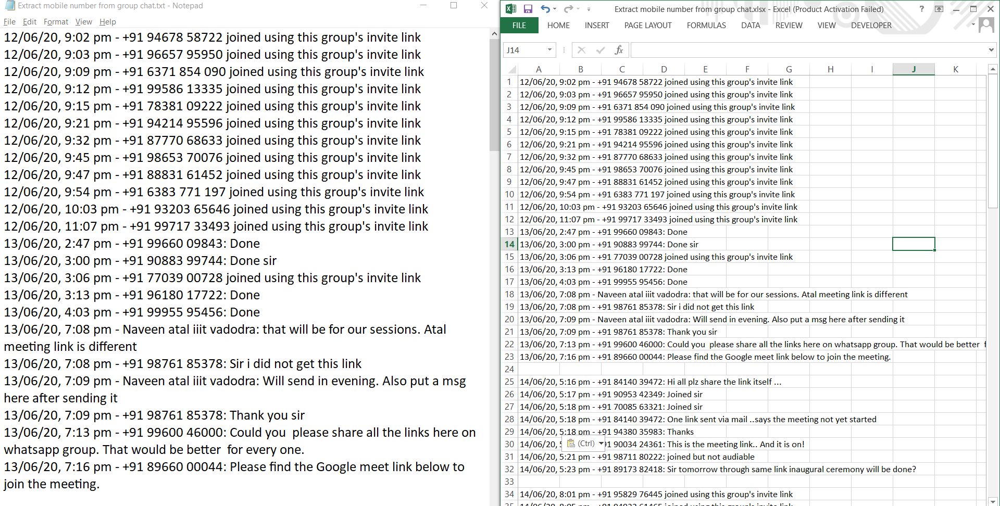 Extract mobile number from group chat.txt - Notepad
File Edit Format View Help
12/06/20, 9:02 pm - +91 94678 58722 joined using this group's invite link
12/06/20, 9:03 pm - +91 96657 95950 joined using this group's invite link
12/06/20, 9:09 pm - +91 6371 854 090 joined using this group's invite link
12/06/20, 9:12 pm - +91 99586 13335 joined using this group's invite link
12/06/20, 9:15 pm - +91 78381 09222 joined using this group's invite link
12/06/20, 9:21 pm - +91 94214 95596 joined using this group's invite link
12/06/20, 9:32 pm - +91 87770 68633 joined using this group's invite link
12/06/20, 9:45 pm - +91 98653 70076 joined using this group's invite link
12/06/20, 9:47 pm - +91 88831 61452 joined using this group's invite link
12/06/20, 9:54 pm - +91 6383 771 197 joined using this group's invite link
12/06/20, 10:03 pm - +91 93203 65646 joined using this group's invite link
12/06/20, 11:07 pm - +91 99717 33493 joined using this group's invite link
13/06/20, 2:47 pm - +91 99660 09843: Done
13/06/20, 3:00 pm - +91 90883 99744: Done sir
13/06/20, 3:06 pm - +91 77039 00728 joined using this group's invite link
13/06/20, 3:13 pm - +91 96180 17722: Done
13/06/20, 4:03 pm - +91 99955 95456: Done
13/06/20, 7:08 pm - Naveen atal iiit vadodra: that will be for our sessions. Atal
meeting link is different
13/06/20, 7:08 pm - +91 98761 85378: Sir i did not get this link
13/06/20, 7:09 pm - Naveen atal iiit vadodra: Will send in evening. Also put a msg
here after sending it
13/06/20, 7:09 pm - +91 98761 85378: Thank you sir
13/06/20, 7:13 pm - +91 99600 46000: Could you  please share all the links here on
whatsapp group. That would be better  for every one.
13/06/20, 7:16 pm - +91 89660 00044: Please find the Google meet link below to
join the meeting.
Extract mobile number from group chat.xlsx - Excel (Product Activation Failed)
FILE HOME INSERT PAGE LAYOUT FORMULAS DATA REVIEW VIEW DEVELOPER
J14 fx
A B C D E F G H I J K
1 12/06/20, 9:02 pm - +91 94678 58722 joined using this group's invite link
2 12/06/20, 9:03 pm - +91 96657 95950 joined using this group's invite link
3 12/06/20, 9:09 pm - +91 6371 854 090 joined using this group's invite link
4 12/06/20, 9:12 pm - +91 99586 13335 joined using this group's invite link
5 12/06/20, 9:15 pm - +91 78381 09222 joined using this group's invite link
6 12/06/20, 9:21 pm - +91 94214 95596 joined using this group's invite link
7 12/06/20, 9:32 pm - +91 87770 68633 joined using this group's invite link
8 12/06/20, 9:45 pm - +91 98653 70076 joined using this group's invite link
9 12/06/20, 9:47 pm - +91 88831 61452 joined using this group's invite link
10 12/06/20, 9:54 pm - +91 6383 771 197 joined using this group's invite link
11 12/06/20, 10:03 pm - +91 93203 65646 joined using this group's invite link
12 12/06/20, 11:07 pm - +91 99717 33493 joined using this group's invite link
13 13/06/20, 2:47 pm - +91 99660 09843: Done
14 13/06/20, 3:00 pm - +91 90883 99744: Done sir
15 13/06/20, 3:06 pm - +91 77039 00728 joined using this group's invite link
16 13/06/20, 3:13 pm - +91 96180 17722: Done
17 13/06/20, 4:03 pm - +91 99955 95456: Done
18 13/06/20, 7:08 pm - Naveen atal iiit vadodra: that will be for our sessions. Atal meeting link is different
19 13/06/20, 7:08 pm - +91 98761 85378: Sir i did not get this link
20 13/06/20, 7:09 pm - Naveen atal iiit vadodra: Will send in evening. Also put a msg here after sending it
21 13/06/20, 7:09 pm - +91 98761 85378: Thank you sir
22 13/06/20, 7:13 pm - +91 99600 46000: Could you  please share all the links here on whatsapp group. That would be better  f
23 13/06/20, 7:16 pm - +91 89660 00044: Please find the Google meet link below to join the meeting.
24
25 14/06/20, 5:16 pm - +91 84140 39472: Hi all plz share the link itself ...
26 14/06/20, 5:17 pm - +91 90953 42349: Joined sir
27 14/06/20, 5:18 pm - +91 70085 63321: Joined sir
28 14/06/20, 5:18 pm - +91 84140 39472: One link sent via mail ..says the meeting not yet started
29 14/06/20, 5:18 pm - +91 94380 35983: Thanks
30 14/06/20, (Ctrl) 90034 24361: This is the meeting link.. And it is on!
31 14/06/20, 5:21 pm - +91 98711 80222: joined but not audiable
32 14/06/20, 5:23 pm - +91 89173 82418: Sir tomorrow through same link inaugural ceremony will be done?
33
34 14/06/20, 8:01 pm - +91 95829 76445 joined using this group's invite link